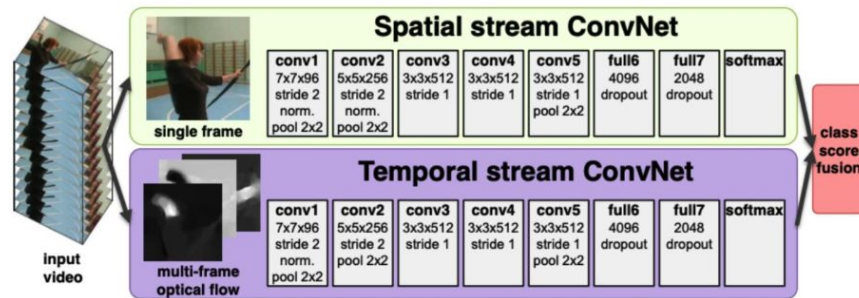 Spatial stream ConvNet
conv1
7x7x96
stride 2
norm.
pool 2x2
conv2
5x5x256
stride 2
norm.
pool 2x2
conv3
3x3x512
stride 1
conv4
3x3x512
stride 1
conv5
3x3x512
stride 1
pool 2x2
full6
4096
dropout
full7
2048
dropout
softmax
single frame
Temporal stream ConvNet
conv1
7x7x96
stride 2
norm.
pool 2x2
conv2
5x5x256
stride 2
pool 2x2
conv3
3x3x512
stride 1
conv4
3x3x512
stride 1
conv5
3x3x512
stride 1
pool 2x2
full6
4096
dropout
full7
2048
dropout
softmax
multi-frame
optical flow
input
video
class
score
fusion